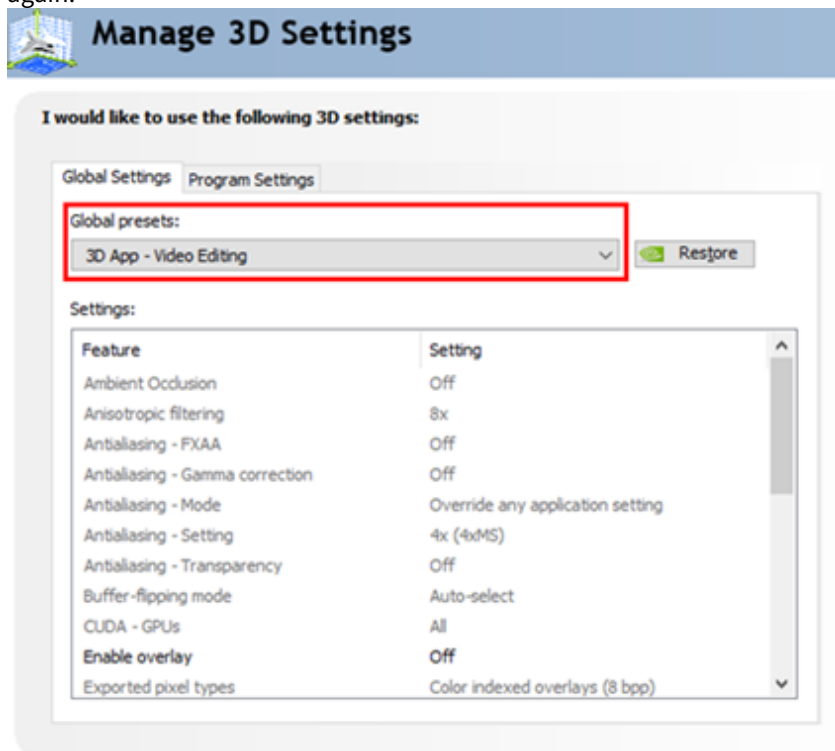 again.
Manage 3D Settings
I would like to use the following 3D settings:
Global Settings Program Settings
Global presets:
3D App - Video Editing Restore
Settings:
Feature Setting
Ambient Occlusion Off
Anisotropic filtering 8x
Antialiasing - FXAA Off
Antialiasing - Gamma correction Off
Antialiasing - Mode Override any application setting
Antialiasing - Setting 4x (4xMS)
Antialiasing - Transparency Off
Buffer-flipping mode Auto-select
CUDA - GPUs All
Enable overlay Off
Exported pixel types Color indexed overlays (8 bpp)